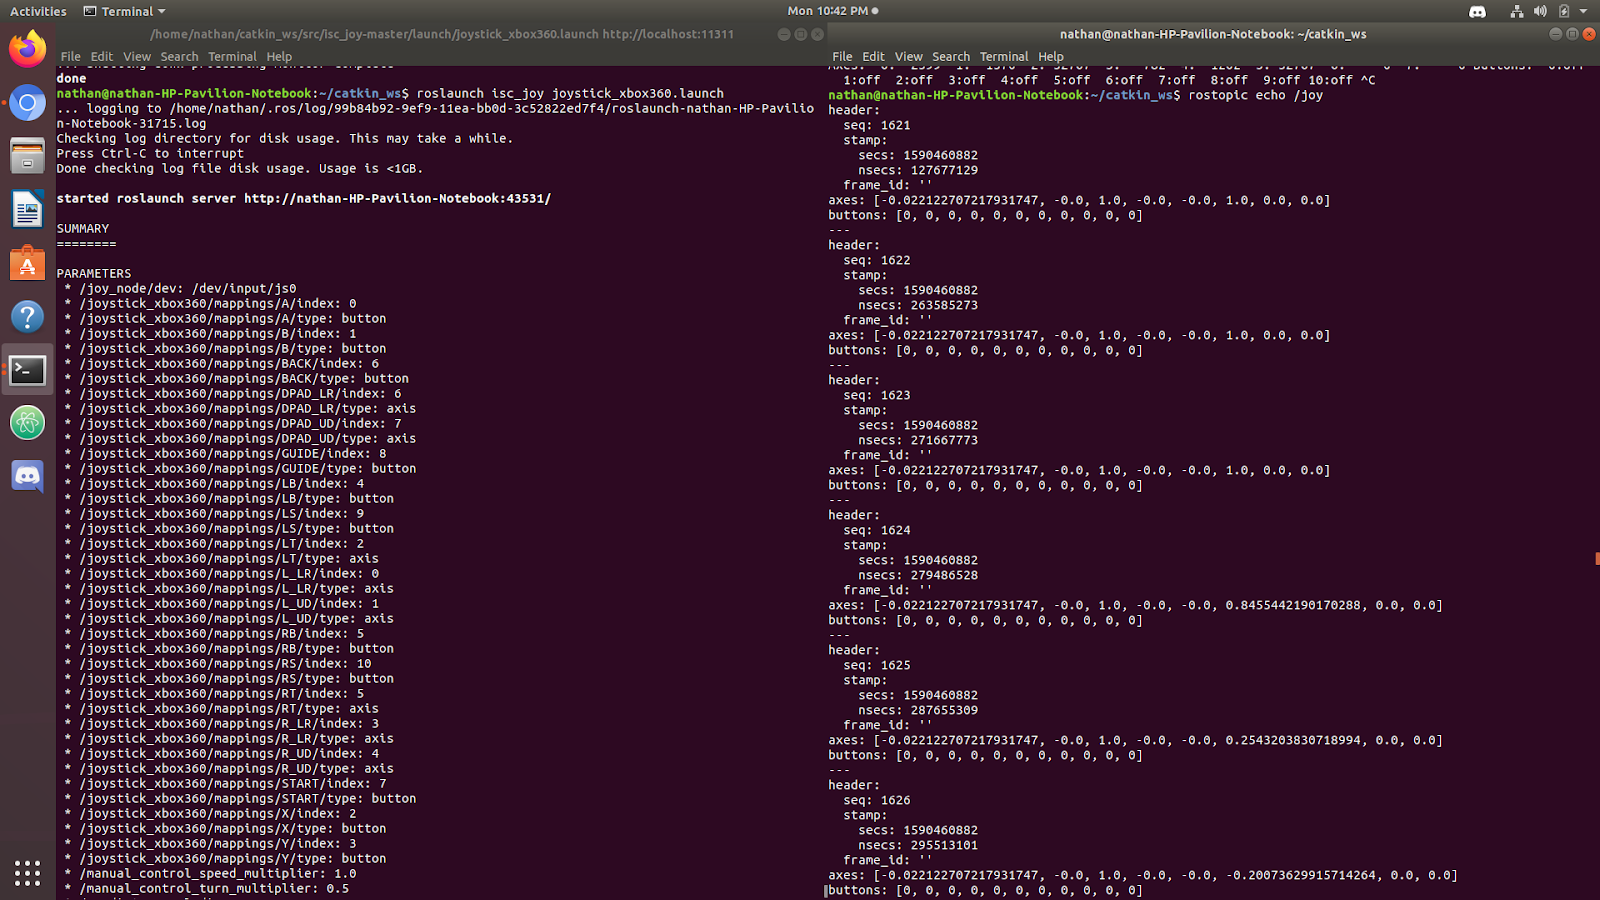 Activities
Terminal
Mon 10:42 PM
/home/nathan/catkin_ws/src/isc_joy-master/launch/joystick_xbox360.launch http://localhost:11311
File Edit View Search Terminal Help
done
nathan@nathan-HP-Pavilion-Notebook:~/catkin_ws$ roslaunch isc_joy joystick_xbox360.launch
... logging to /home/nathan/.ros/log/99b84b92-9ef9-11ea-bb0d-3c52822ed7f4/roslaunch-nathan-HP-Pavilio
n-Notebook-31715.log
Checking log directory for disk usage. This may take a while.
Press Ctrl-C to interrupt
Done checking log file disk usage. Usage is <1GB.
started roslaunch server http://nathan-HP-Pavilion-Notebook:43531/
SUMMARY
========
PARAMETERS
* /joy_node/dev: /dev/input/js0
* /joystick_xbox360/mappings/A/index: 0
* /joystick_xbox360/mappings/A/type: button
* /joystick_xbox360/mappings/B/index: 1
* /joystick_xbox360/mappings/B/type: button
* /joystick_xbox360/mappings/BACK/index: 6
* /joystick_xbox360/mappings/BACK/type: button
* /joystick_xbox360/mappings/DPAD_LR/index: 6
* /joystick_xbox360/mappings/DPAD_LR/type: axis
* /joystick_xbox360/mappings/DPAD_UD/index: 7
* /joystick_xbox360/mappings/DPAD_UD/type: axis
* /joystick_xbox360/mappings/GUIDE/index: 8
* /joystick_xbox360/mappings/GUIDE/type: button
* /joystick_xbox360/mappings/LB/index: 4
* /joystick_xbox360/mappings/LB/type: button
* /joystick_xbox360/mappings/LS/index: 9
* /joystick_xbox360/mappings/LS/type: button
* /joystick_xbox360/mappings/LT/index: 2
* /joystick_xbox360/mappings/LT/type: axis
* /joystick_xbox360/mappings/L_LR/index: 0
* /joystick_xbox360/mappings/L_LR/type: axis
* /joystick_xbox360/mappings/L_UD/index: 1
* /joystick_xbox360/mappings/L_UD/type: axis
* /joystick_xbox360/mappings/RB/index: 5
* /joystick_xbox360/mappings/RB/type: button
* /joystick_xbox360/mappings/RS/index: 10
* /joystick_xbox360/mappings/RS/type: button
* /joystick_xbox360/mappings/RT/index: 5
* /joystick_xbox360/mappings/RT/type: axis
* /joystick_xbox360/mappings/R_LR/index: 3
* /joystick_xbox360/mappings/R_LR/type: axis
* /joystick_xbox360/mappings/R_UD/index: 4
* /joystick_xbox360/mappings/R_UD/type: axis
* /joystick_xbox360/mappings/START/index: 7
* /joystick_xbox360/mappings/START/type: button
* /joystick_xbox360/mappings/X/index: 2
* /joystick_xbox360/mappings/X/type: button
* /joystick_xbox360/mappings/Y/index: 3
* /joystick_xbox360/mappings/Y/type: button
* /manual_control_speed_multiplier: 1.0
* /manual_control_turn_multiplier: 0.5
nathan@nathan-HP-Pavilion-Notebook: ~/catkin_ws
File Edit View Search Terminal Help
1:off 2:off 3:off 4:off 5:off 6:off 7:off 8:off 9:off 10:off ^C
nathan@nathan-HP-Pavilion-Notebook:~/catkin_ws$ rostopic echo /joy
header:
seq: 1621
stamp:
secs: 1590460882
nsecs: 127677129
frame_id: ''
axes: [-0.022122707217931747, -0.0, 1.0, -0.0, -0.0, 1.0, 0.0, 0.0]
buttons: [0, 0, 0, 0, 0, 0, 0, 0, 0, 0, 0]
---
header:
seq: 1622
stamp:
secs: 1590460882
nsecs: 263585273
frame_id: ''
axes: [-0.022122707217931747, -0.0, 1.0, -0.0, -0.0, 1.0, 0.0, 0.0]
buttons: [0, 0, 0, 0, 0, 0, 0, 0, 0, 0, 0]
---
header:
seq: 1623
stamp:
secs: 1590460882
nsecs: 271667773
frame_id: ''
axes: [-0.022122707217931747, -0.0, 1.0, -0.0, -0.0, 1.0, 0.0, 0.0]
buttons: [0, 0, 0, 0, 0, 0, 0, 0, 0, 0, 0]
---
header:
seq: 1624
stamp:
secs: 1590460882
nsecs: 279486528
frame_id: ''
axes: [-0.022122707217931747, -0.0, 1.0, -0.0, -0.0, 0.8455442190170288, 0.0, 0.0]
buttons: [0, 0, 0, 0, 0, 0, 0, 0, 0, 0, 0]
---
header:
seq: 1625
stamp:
secs: 1590460882
nsecs: 287655309
frame_id: ''
axes: [-0.022122707217931747, -0.0, 1.0, -0.0, -0.0, 0.2543203830718994, 0.0, 0.0]
buttons: [0, 0, 0, 0, 0, 0, 0, 0, 0, 0, 0]
---
header:
seq: 1626
stamp:
secs: 1590460882
nsecs: 295513101
frame_id: ''
axes: [-0.022122707217931747, -0.0, 1.0, -0.0, -0.0, -0.20073629915714264, 0.0, 0.0]
buttons: [0, 0, 0, 0, 0, 0, 0, 0, 0, 0, 0]